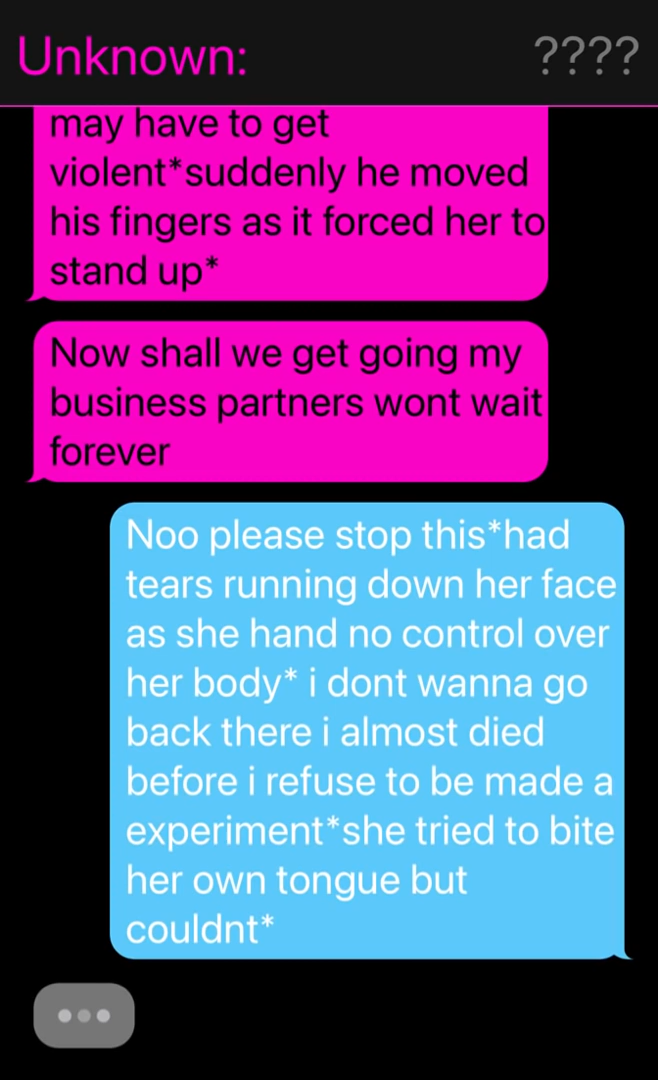 Unknown:
????
may have to get
violent*suddenly he moved
his fingers as it forced her to
stand up*
Now shall we get going my
business partners wont wait
forever
Noo please stop this*had
tears running down her face
as she hand no control over
her body* i dont wanna go
back there i almost died
before i refuse to be made a
experiment*she tried to bite
her own tongue but
couldnt*